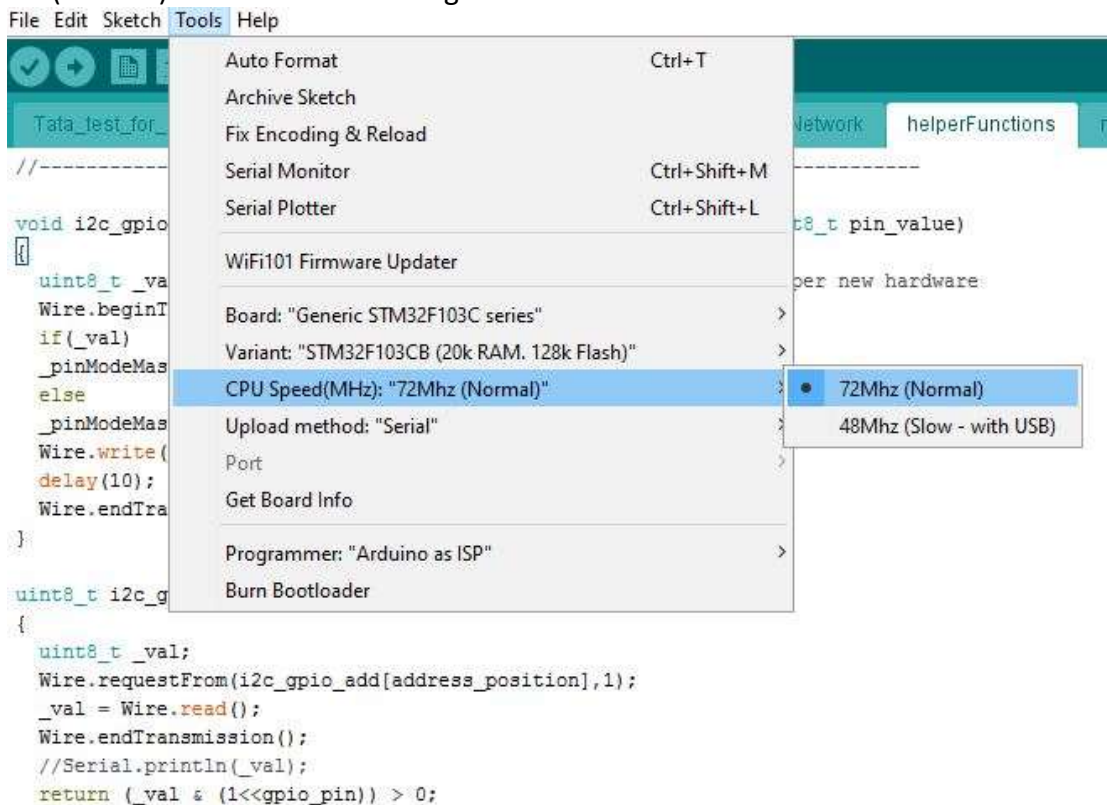 File Edit Sketch Tools Help
Auto Format Ctrl+T
Archive Sketch
Tata_test_for_
Fix Encoding & Reload
Network helperFunctions
//------------
Serial Monitor Ctrl+Shift+M
------------
Serial Plotter Ctrl+Shift+L
void i2c_gpio
t8_t pin_value)
{
WiFi101 Firmware Updater
uint8_t _va
per new hardware
Wire.beginT
Board: "Generic STM32F103C series" >
if(_val)
Variant: "STM32F103CB (20k RAM. 128k Flash)" >
_pinModeMas
CPU Speed(MHz): "72Mhz (Normal)" >
72Mhz (Normal)
else
48Mhz (Slow - with USB)
_pinModeMas
Upload method: "Serial" >
Wire.write(
Port >
delay(10);
Get Board Info
Wire.endTra
}
Programmer: "Arduino as ISP" >
Burn Bootloader
uint8_t i2c_g
{
uint8_t _val;
Wire.requestFrom(i2c_gpio_add[address_position],1);
_val = Wire.read();
Wire.endTransmission();
//Serial.println(_val);
return (_val & (1<<gpio_pin)) > 0;